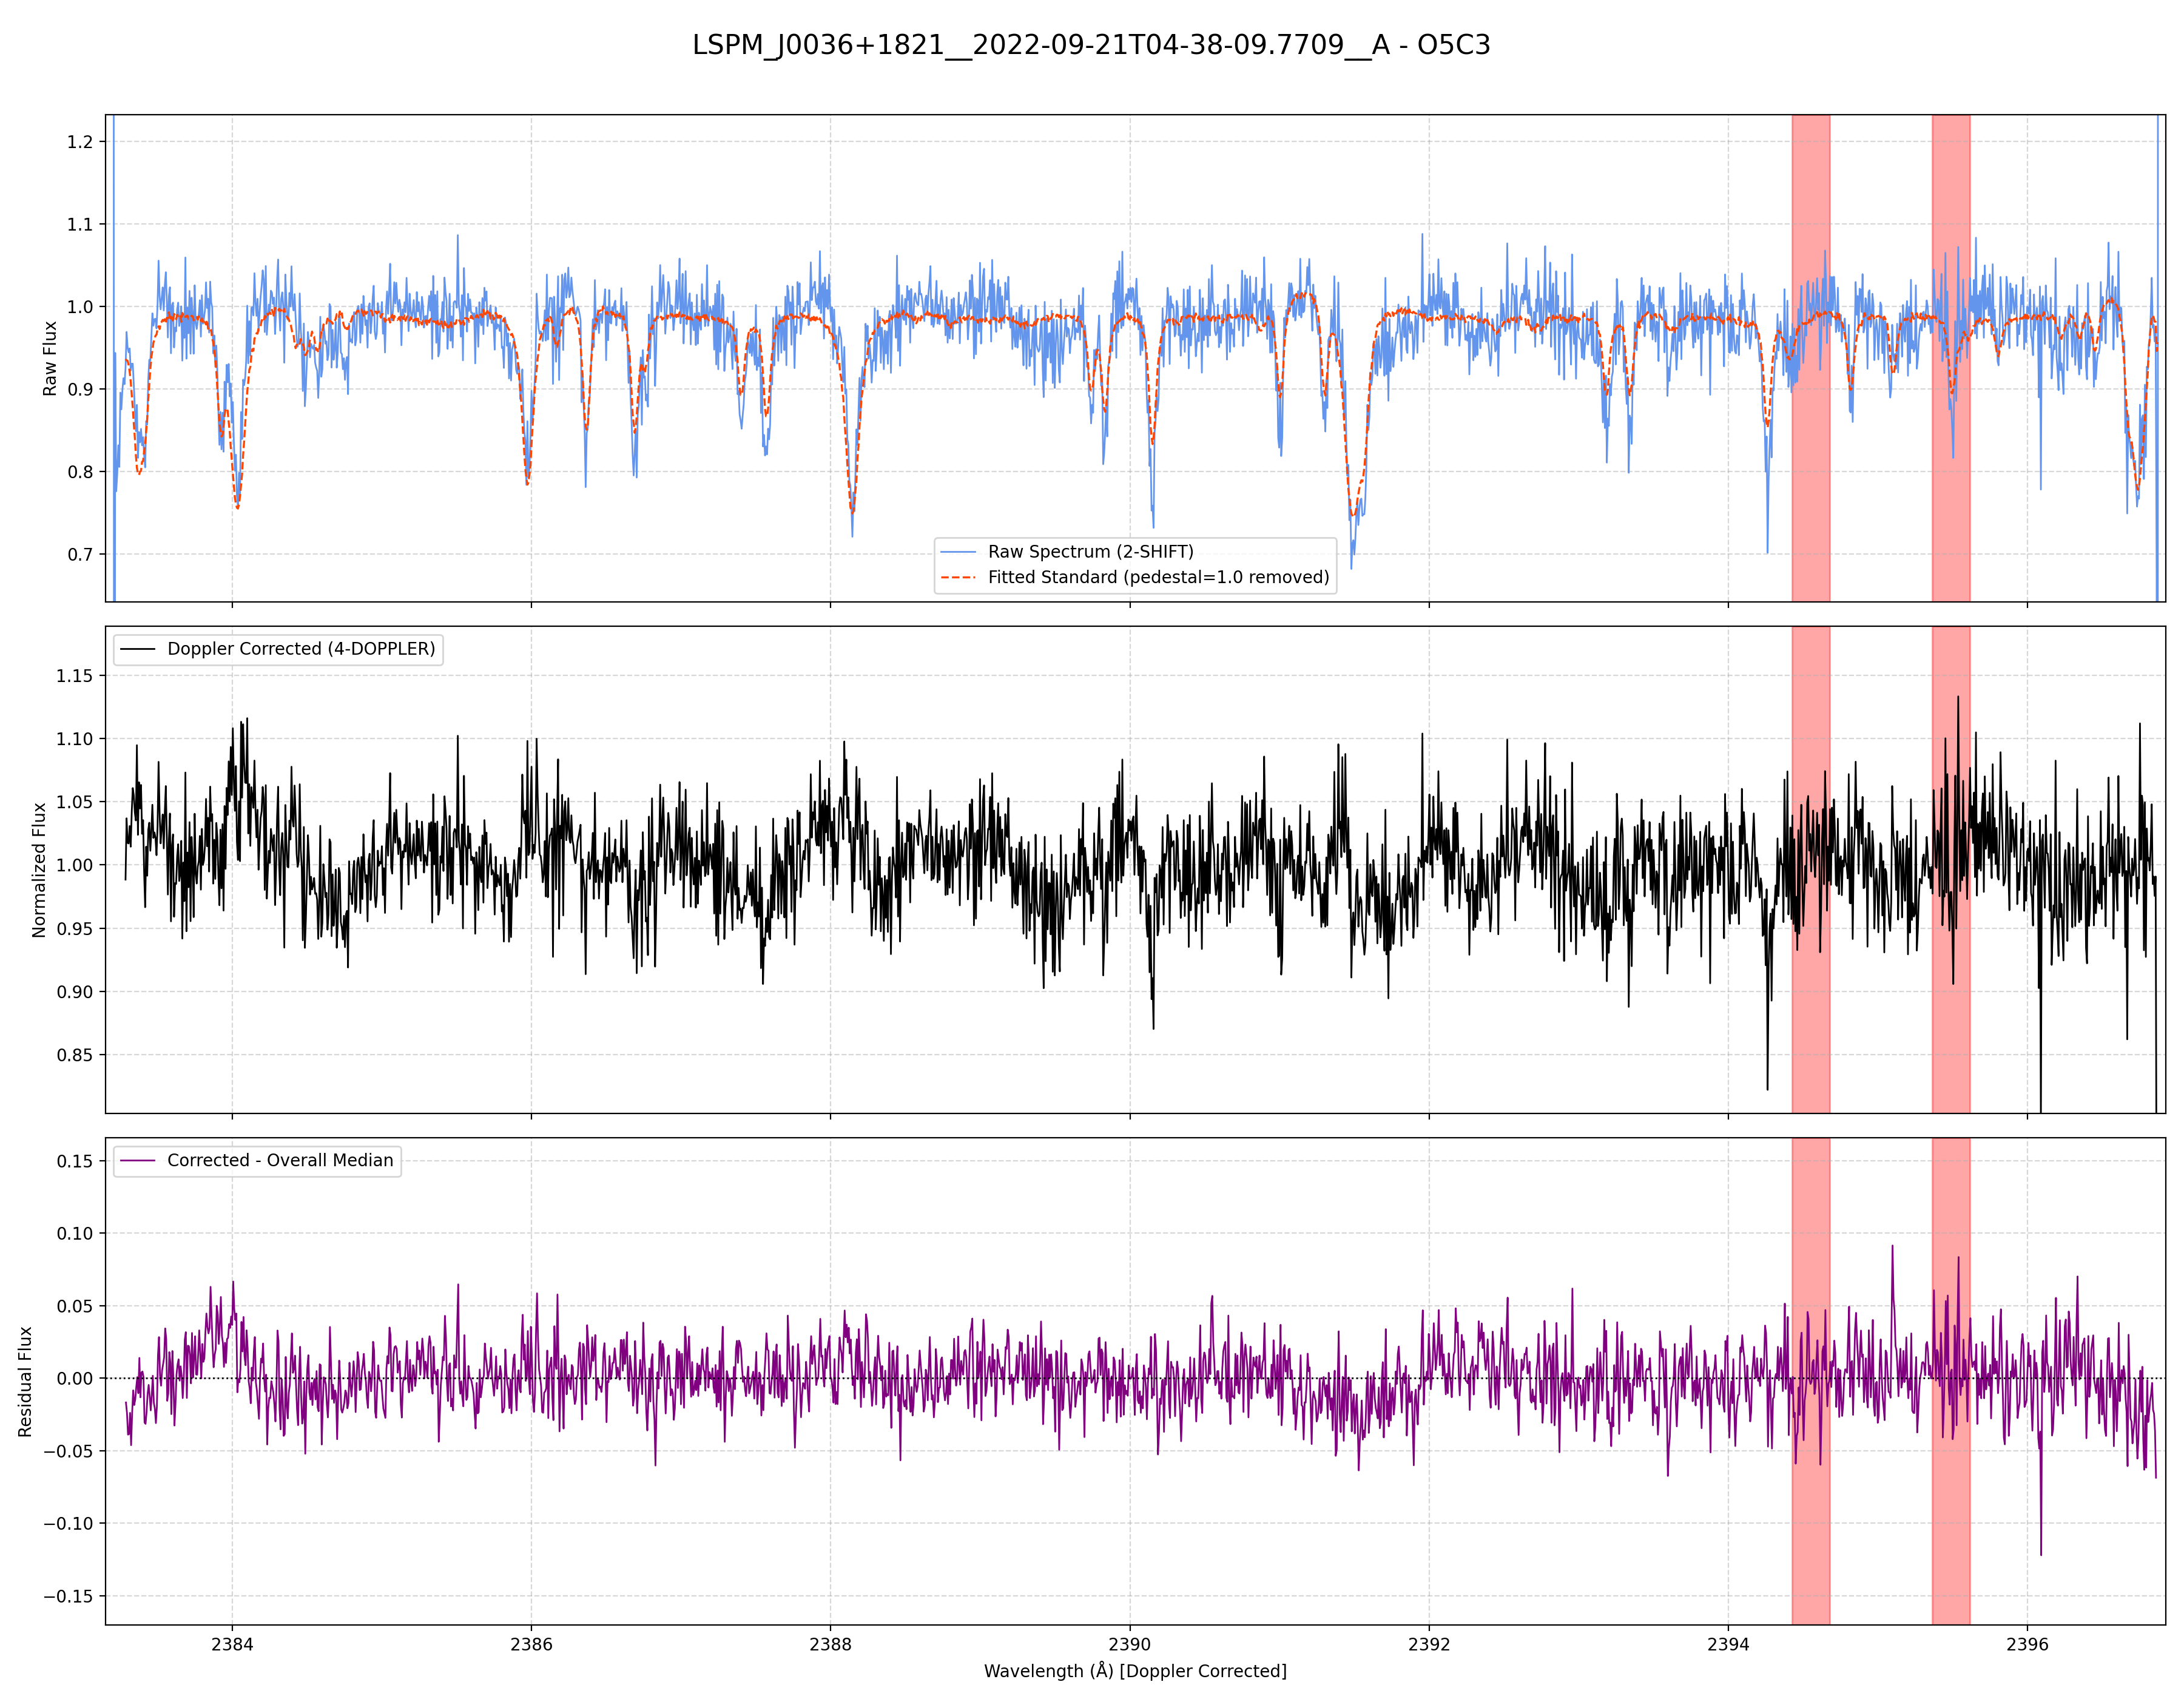 LSPM_J0036+1821__2022-09-21T04-38-09.7709__A - O5C3
1.2
1.1
1.0
0.9
0.8
0.7
Raw Flux
Raw Spectrum (2-SHIFT)
Fitted Standard (pedestal=1.0 removed)
Doppler Corrected (4-DOPPLER)
1.15
1.10
1.05
1.00
0.95
0.90
0.85
Normalized Flux
Corrected - Overall Median
0.15
0.10
0.05
0.00
−0.05
−0.10
−0.15
Residual Flux
2384 2386 2388 2390 2392 2394 2396
Wavelength (Å) [Doppler Corrected]